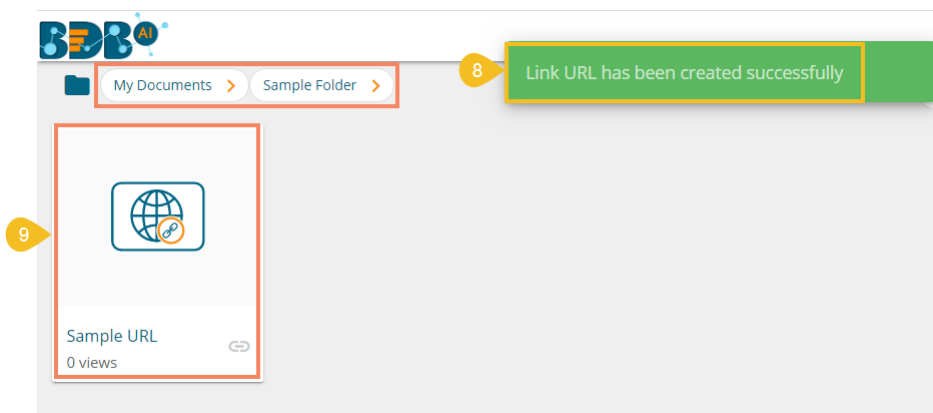 BDB AI
My Documents > Sample Folder >
8 Link URL has been created successfully
9
Sample URL
0 views